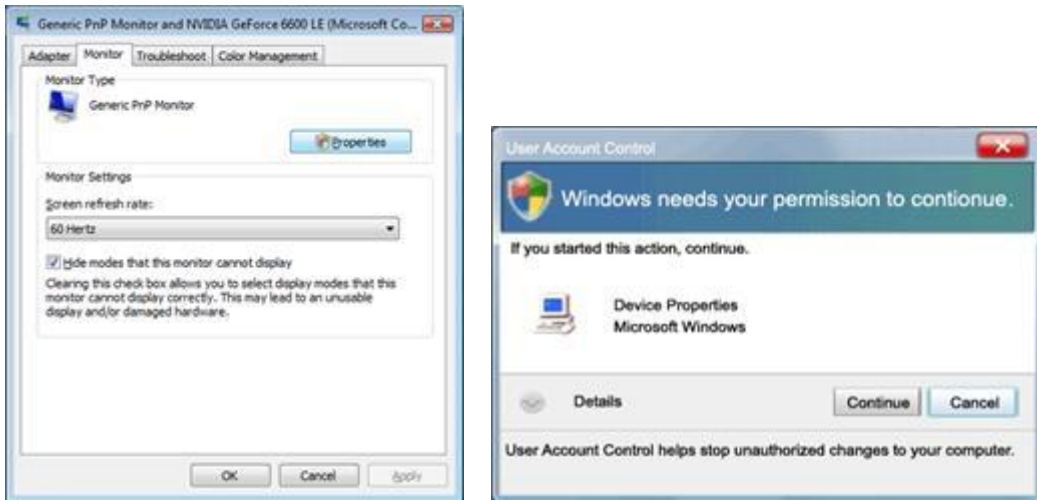 Generic PnP Monitor and NVIDIA GeForce 6600 LE (Microsoft Co...
Adapter Monitor Troubleshoot Color Management
Monitor Type
Generic PnP Monitor
Properties
Monitor Settings
Screen refresh rate:
60 Hertz
Hide modes that this monitor cannot display
Clearing this check box allows you to select display modes that this
monitor cannot display correctly. This may lead to an unusable
display and/or damaged hardware.
OK Cancel Apply
User Account Control
Windows needs your permission to contionue.
If you started this action, continue.
Device Properties
Microsoft Windows
Details Continue Cancel
User Account Control helps stop unauthorized changes to your computer.